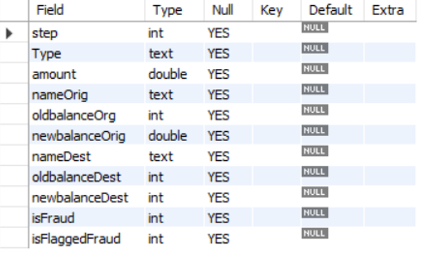 Field Type Null Key Default Extra
step int YES NULL
Type text YES NULL
amount double YES NULL
nameOrig text YES NULL
oldbalanceOrg int YES NULL
newbalanceOrig double YES NULL
nameDest text YES NULL
oldbalanceDest int YES NULL
newbalanceDest int YES NULL
isFraud int YES NULL
isFlaggedFraud int YES NULL